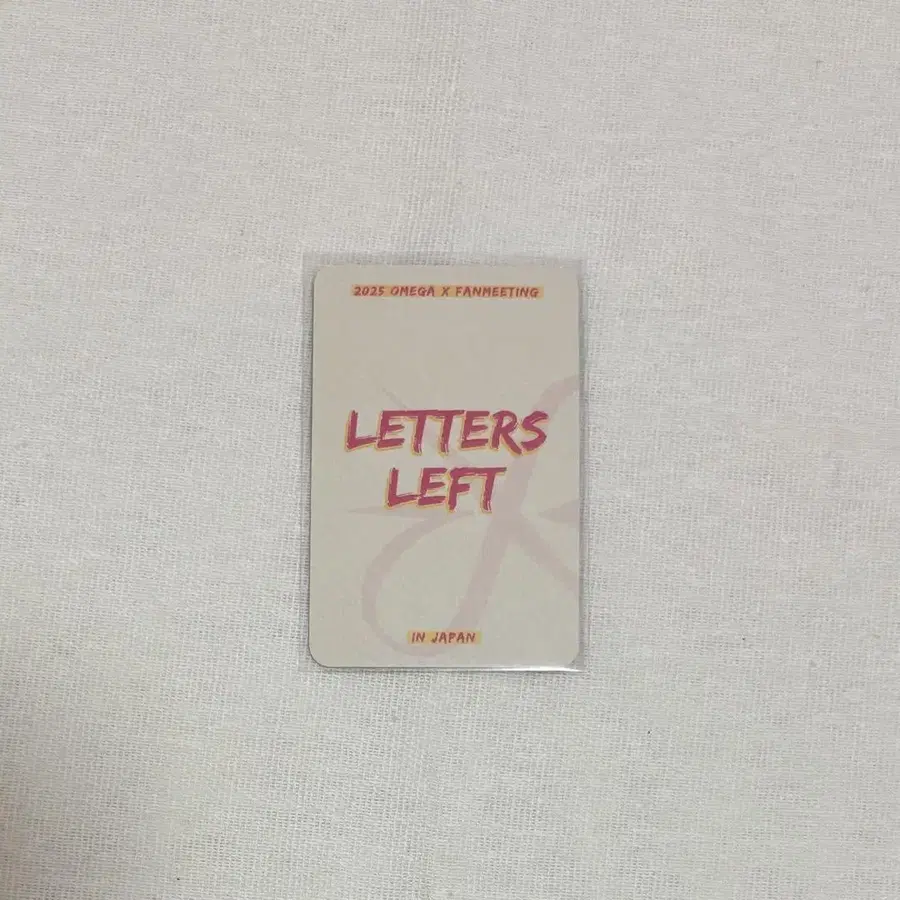 2025 OMEGA X FANMEETING
LETTERS
LEFT
IN JAPAN